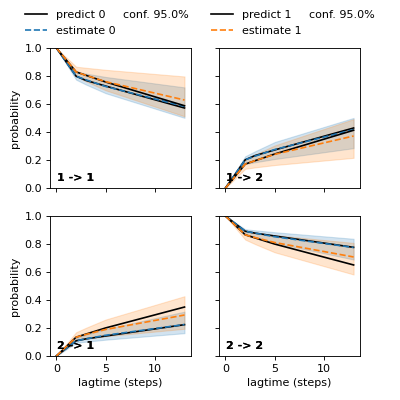 predict 0 conf. 95.0%
estimate 0
predict 1 conf. 95.0%
estimate 1
1.0
0.8
0.6
0.4
0.2
0.0
probability
1 -> 1
1 -> 2
1.0
0.8
0.6
0.4
0.2
0.0
probability
2 -> 1
2 -> 2
0 5 10
0 5 10
lagtime (steps)
lagtime (steps)